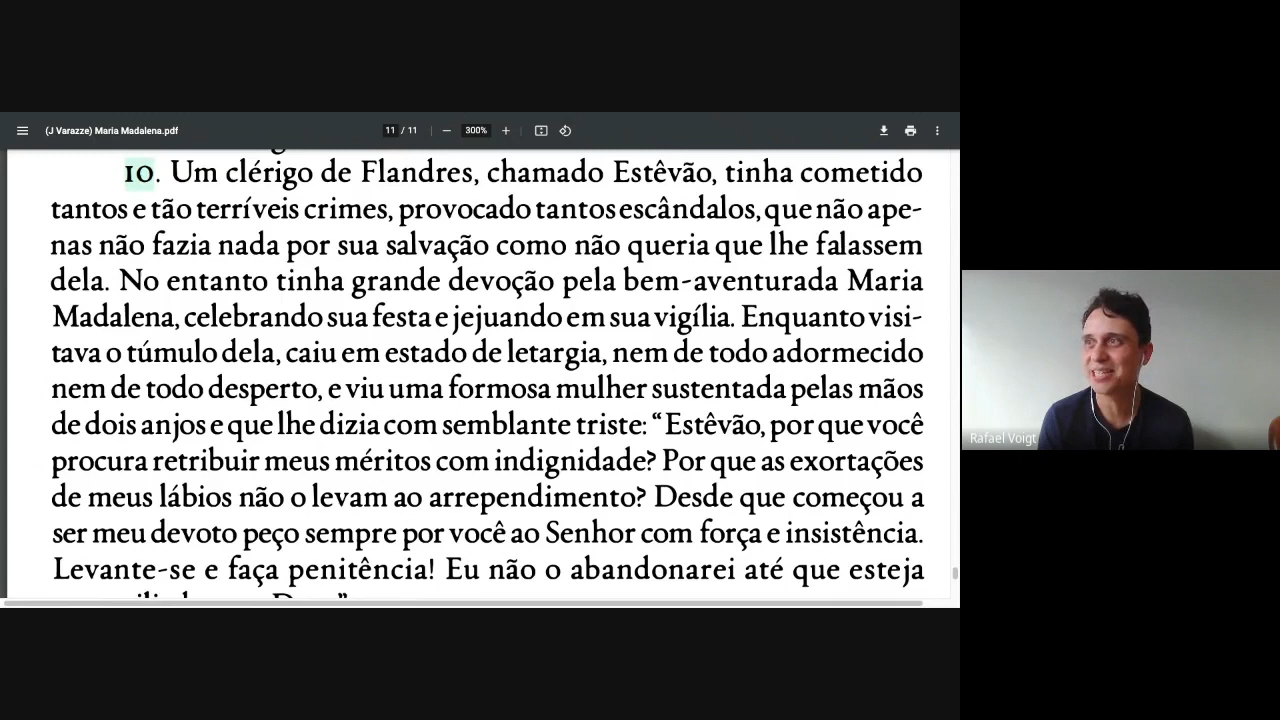 (J Varazze) Maria Madalena.pdf
11 / 11
300%
10. Um clérigo de Flandres, chamado Estêvão, tinha cometido
tantos e tão terríveis crimes, provocado tantos escândalos, que não ape-
nas não fazia nada por sua salvação como não queria que lhe falassem
dela. No entanto tinha grande devoção pela bem-aventurada Maria
Madalena, celebrando sua festa e jejuando em sua vigília. Enquanto visi-
tava o túmulo dela, caiu em estado de letargia, nem de todo adormecido
nem de todo desperto, e viu uma formosa mulher sustentada pelas mãos
de dois anjos e que lhe dizia com semblante triste: “Estêvão, por que você
procura retribuir meus méritos com indignidade? Por que as exortações
de meus lábios não o levam ao arrependimento? Desde que começou a
ser meu devoto peço sempre por você ao Senhor com força e insistência.
Levante-se e faça penitência! Eu não o abandonarei até que esteja
Rafael Voigt